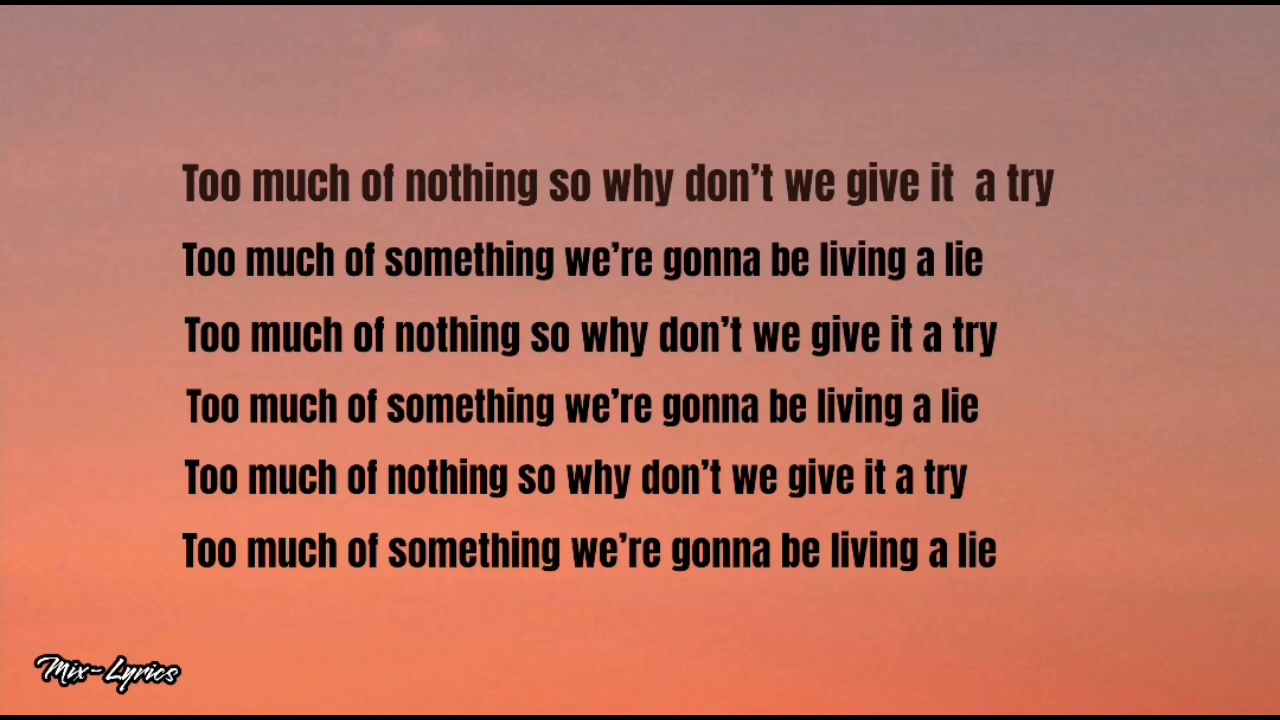 Too much of nothing so why don't we give it  a try
Too much of something we're gonna be living a lie
Too much of nothing so why don't we give it a try
Too much of something we're gonna be living a lie
Too much of nothing so why don't we give it a try
Too much of something we're gonna be living a lie
Mix-Lyrics